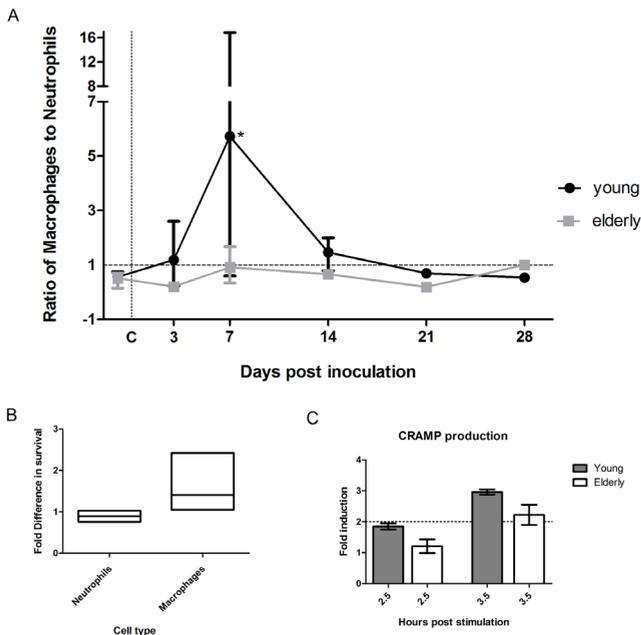 A
Ratio of Macrophages to Neutrophils
16
12
8
7
5
3
1
-1
*
C 3 7 14 21 28
Days post inoculation
young
elderly
B
Fold Difference in survival
3
2
1
0
Neutrophils
Macrophages
Cell type
C
CRAMP production
Fold induction
4
3
2
1
0
2.5 2.5 3.5 3.5
Hours post stimulation
Young
Elderly